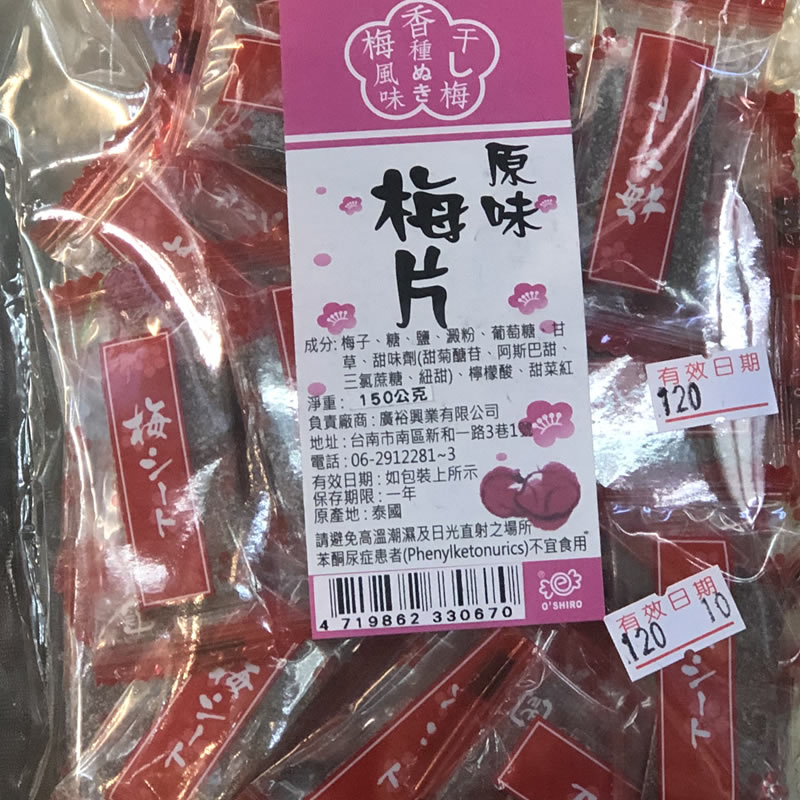 干し梅
香種ぬき
梅風味
原味
梅片
成分:梅子、糖、鹽、澱粉、葡萄糖、甘
草、甜味劑(甜菊醣苷、阿斯巴甜、
三氯蔗糖、紐甜)、檸檬酸、甜菜紅
淨重: 150公克
負責廠商:廣裕興業有限公司
地址:台南市南區新和一路3巷1號
電話:06-2912281~3
有效日期:如包裝上所示
保存期限:一年
原產地:泰國
請避免高溫潮濕及日光直射之場所
苯酮尿症患者(Phenylketonurics)不宜食用
4 719862 330670
O'SHIRO
有效日期
120
有效日期
120 10
梅シート
シート
梅シート